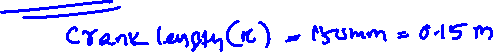 Crank length (r) = 150mm = 0.15 m